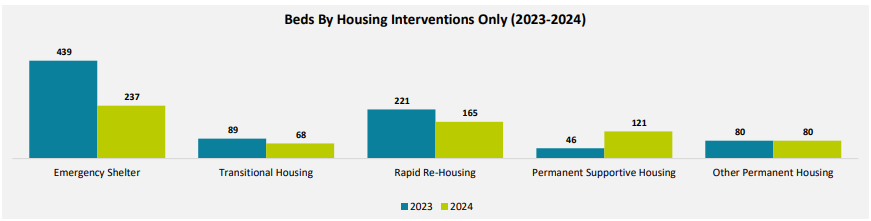 Beds By Housing Interventions Only (2023-2024)
439
237
89
68
221
165
46
121
80
80
Emergency Shelter
Transitional Housing
Rapid Re-Housing
Permanent Supportive Housing
Other Permanent Housing
2023
2024